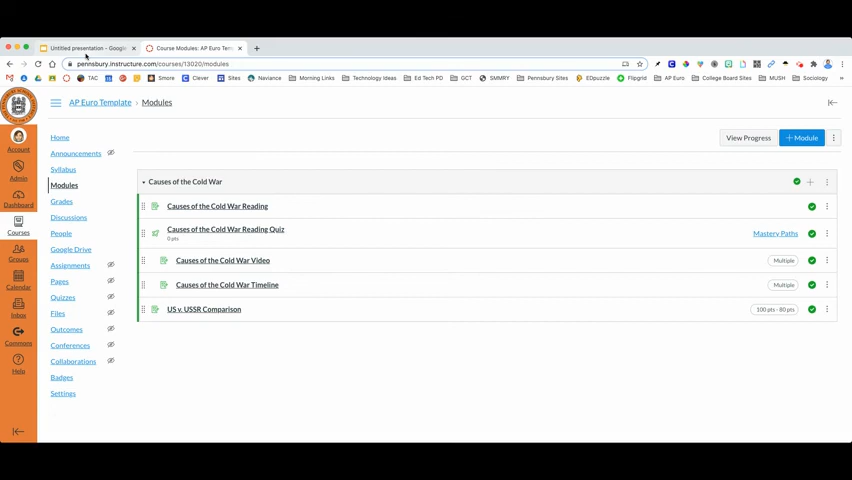 Untitled presentation - Google
Course Modules: AP Euro Tem
pennsbury.instructure.com/courses/13020/modules
TAC
Smore
Clever
Sites
Naviance
Morning Links
Technology Ideas
Ed Tech PD
GCT
SMMRY
Pennsbury Sites
EDpuzzle
Flipgrid
AP Euro
College Board Sites
MUSH
Sociology
AP Euro Template › Modules
Account
Admin
Dashboard
Courses
Groups
Calendar
Inbox
Commons
Help
Home
Announcements
Syllabus
Modules
Grades
Discussions
People
Google Drive
Assignments
Pages
Quizzes
Files
Outcomes
Conferences
Collaborations
Badges
Settings
View Progress
+ Module
Causes of the Cold War
Causes of the Cold War Reading
Causes of the Cold War Reading Quiz
0 pts
Mastery Paths
Causes of the Cold War Video
Multiple
Causes of the Cold War Timeline
Multiple
US v. USSR Comparison
100 pts - 80 pts